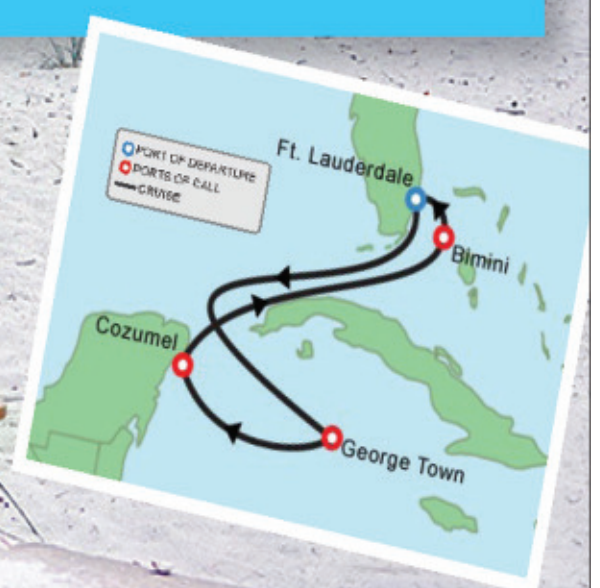 Ft. Lauderdale
PORT OF DEPARTURE
PORTS OF CALL
CRUISE
Bimini
Cozumel
George Town